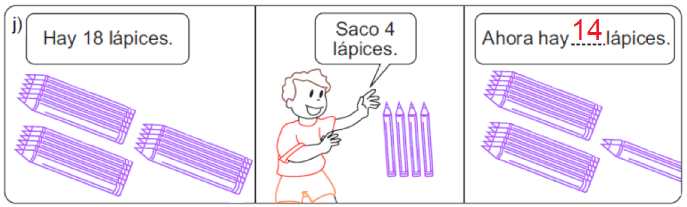 j)
Hay 18 lápices.
Saco 4
lápices.
Ahora hay 14 lápices.